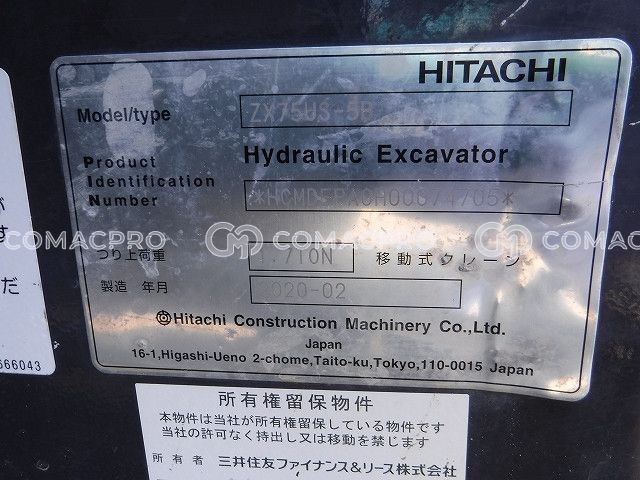 HITACHI
Model/type ZX75US-5B
Product Hydraulic Excavator
Identification
Number
COMACPRO COMACPRO COMACPRO
つり上荷重 1.710N 移動式クレーン
製造 年月 2020-02
Hitachi Construction Machinery Co.,Ltd.
Japan
16-1,Higashi-Ueno 2-chome,Taito-ku,Tokyo,110-0015 Japan
が
す
だ
666043
所有権留保物件
本物件は当社が所有権留保している物件です
当社の許可なく持出し又は移動を禁じます
所有者 三井住友ファイナンス&リース株式会社